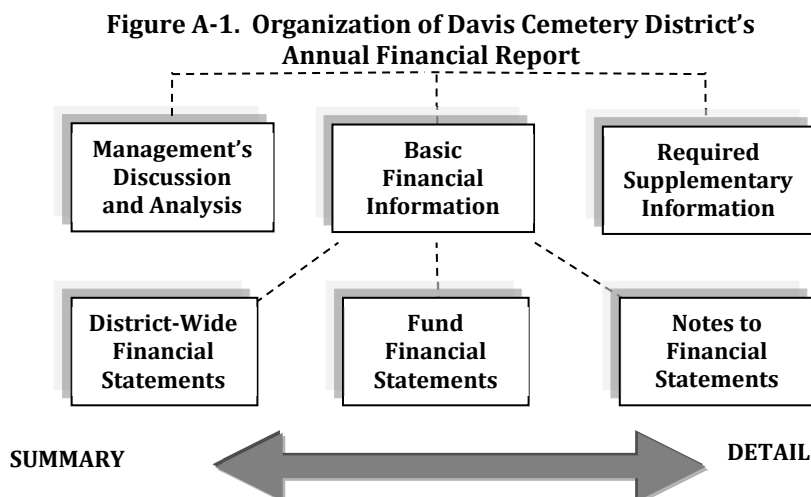 Figure A-1. Organization of Davis Cemetery District's
Annual Financial Report
Management's
Discussion
and Analysis
Basic
Financial
Information
Required
Supplementary
Information
District-Wide
Financial
Statements
Fund
Financial
Statements
Notes to
Financial
Statements
SUMMARY
DETAIL